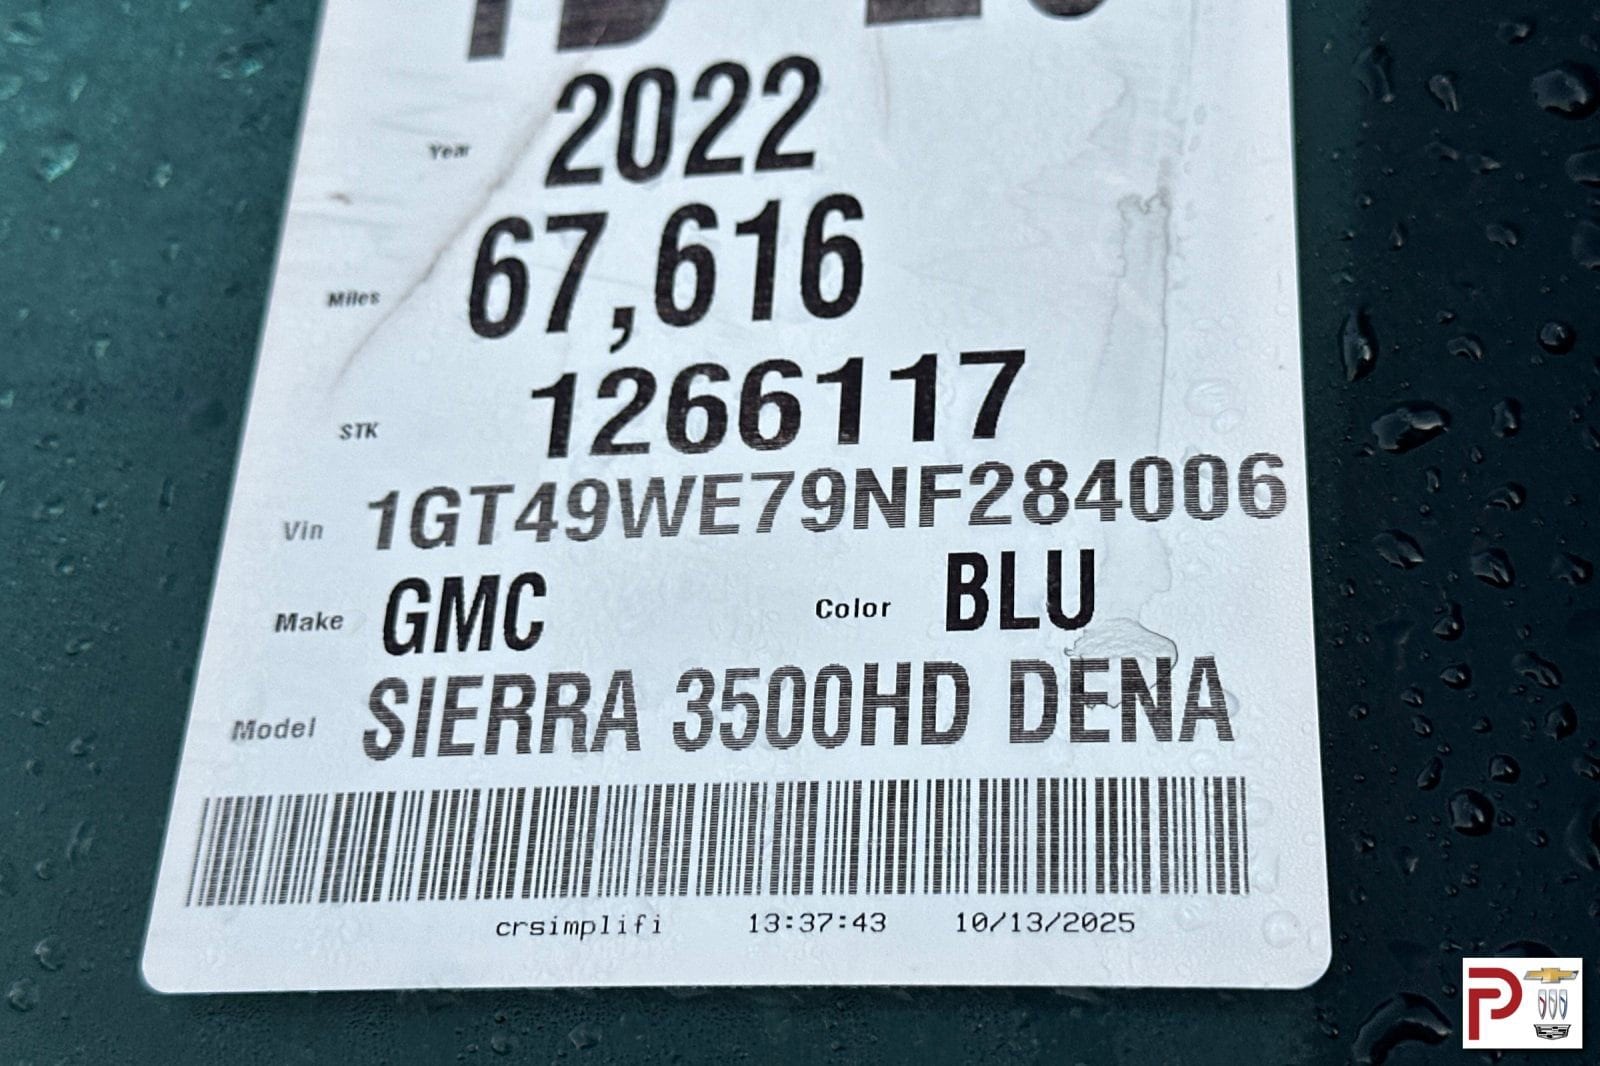 Year 2022
Miles 67,616
STK 1266117
Vin 1GT49WE79NF284006
Make GMC Color BLU
Model SIERRA 3500HD DENA
crsimplifi 13:37:43 10/13/2025
P